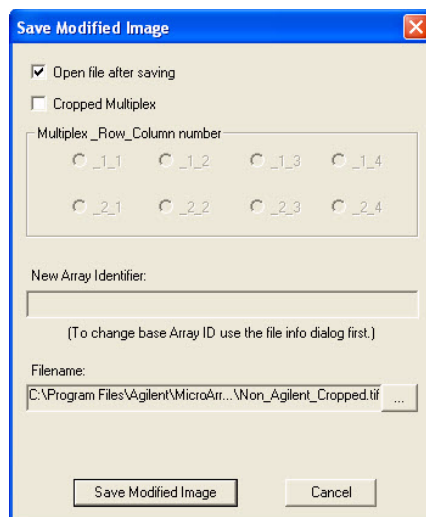 Save Modified Image
Open file after saving
Cropped Multiplex
Multiplex _Row_Column number
_1_1 _1_2 _1_3 _1_4
_2_1 _2_2 _2_3 _2_4
New Array Identifier:
(To change base Array ID use the file info dialog first.)
Filename:
C:\Program Files\Agilent\MicroArr...\Non_Agilent_Cropped.tif ...
Save Modified Image Cancel